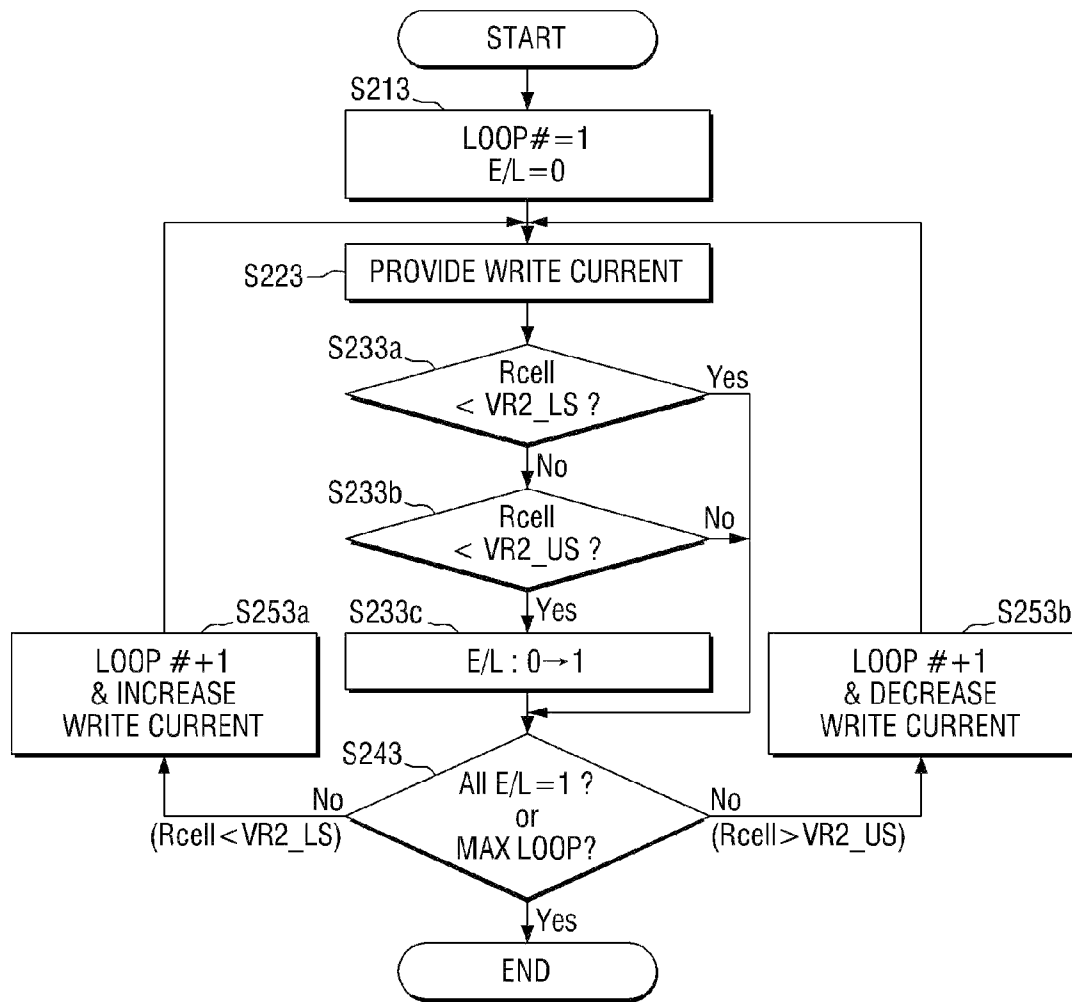 START
S213
LOOP#=1
E/L=0
S223
PROVIDE WRITE CURRENT
S233a
Rcell
< VR2_LS ?
Yes
No
S233b
Rcell
< VR2_US ?
No
Yes
S233c
E/L : 0→1
S253a
LOOP #+1
& INCREASE
WRITE CURRENT
S253b
LOOP #+1
& DECREASE
WRITE CURRENT
S243
All E/L=1 ?
or
MAX LOOP?
No
(Rcell<VR2_LS)
No
(Rcell>VR2_US)
Yes
END